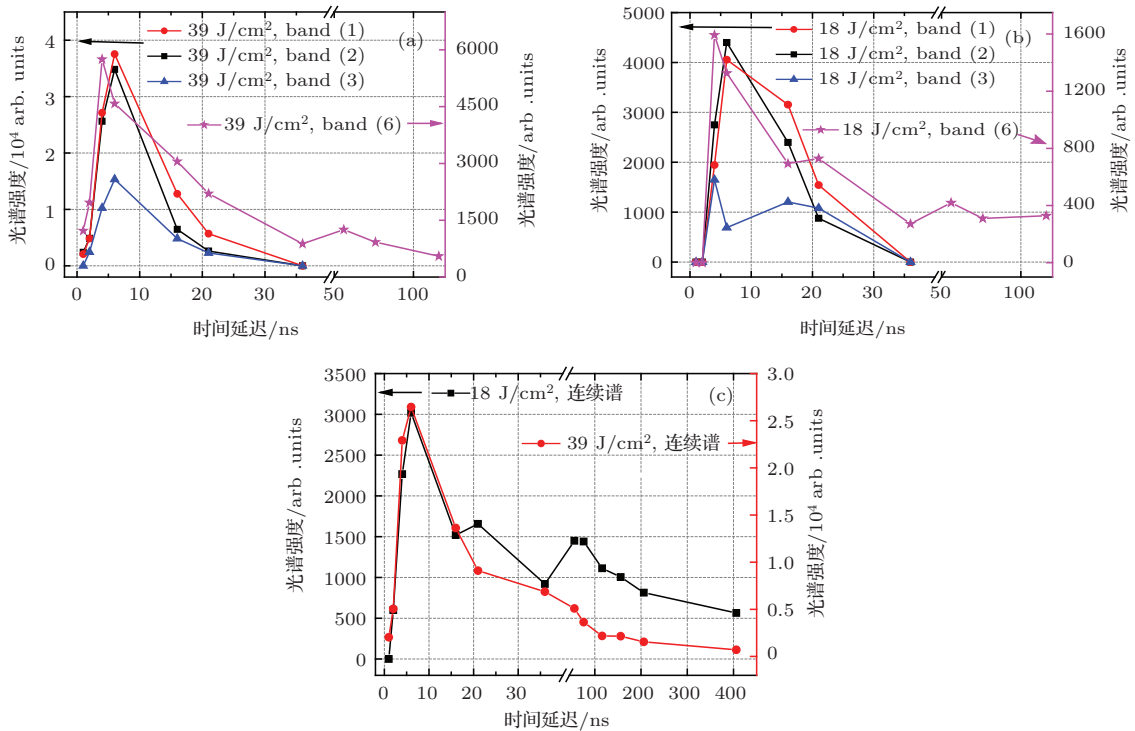 39 J/cm², band (1)
39 J/cm², band (2)
39 J/cm², band (3)
39 J/cm², band (6)
(a)
光谱强度/10⁴ arb. units
4
3
2
1
0
6000
4500
3000
1500
0
光谱强度/arb .units
0 10 20 30 50 100
时间延迟/ns
18 J/cm², band (1)
18 J/cm², band (2)
18 J/cm², band (3)
18 J/cm², band (6)
(b)
光谱强度/arb .units
5000
4000
3000
2000
1000
0
1600
1200
800
400
0
光谱强度/arb .units
0 10 20 30 50 100
时间延迟/ns
18 J/cm², 连续谱
39 J/cm², 连续谱
(c)
光谱强度/arb .units
3500
3000
2500
2000
1500
1000
500
0
3.0
2.5
2.0
1.5
1.0
0.5
0
光谱强度/10⁴ arb .units
0 10 20 30 100 200 300 400
时间延迟/ns